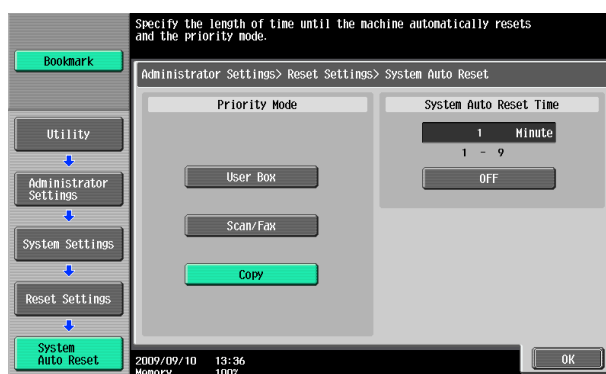 Specify the length of time until the machine automatically resets
and the priority mode.
Bookmark
Administrator Settings> Reset Settings> System Auto Reset
Priority Mode
System Auto Reset Time
1 Minute
1 - 9
OFF
User Box
Scan/Fax
Copy
Utility
Administrator
Settings
System Settings
Reset Settings
System
Auto Reset
2009/09/10 13:36
Memory 100%
OK